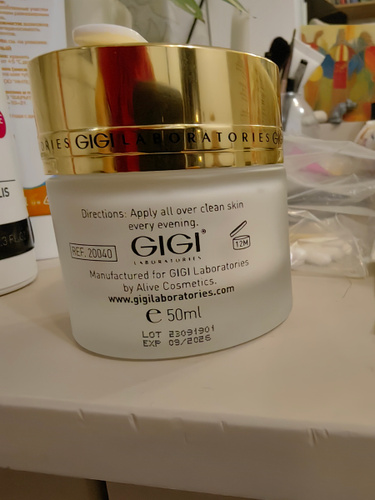 RIES GIGI LABORATORIES G
Directions: Apply all over clean skin
every evening.
REF. 20040
GIGI®
LABORATORIES
12M
Manufactured for GIGI Laboratories
by Alive Cosmetics.
www.gigilaboratories.com
e 50ml
LOT 23091901
EXP 09/2026
LIS